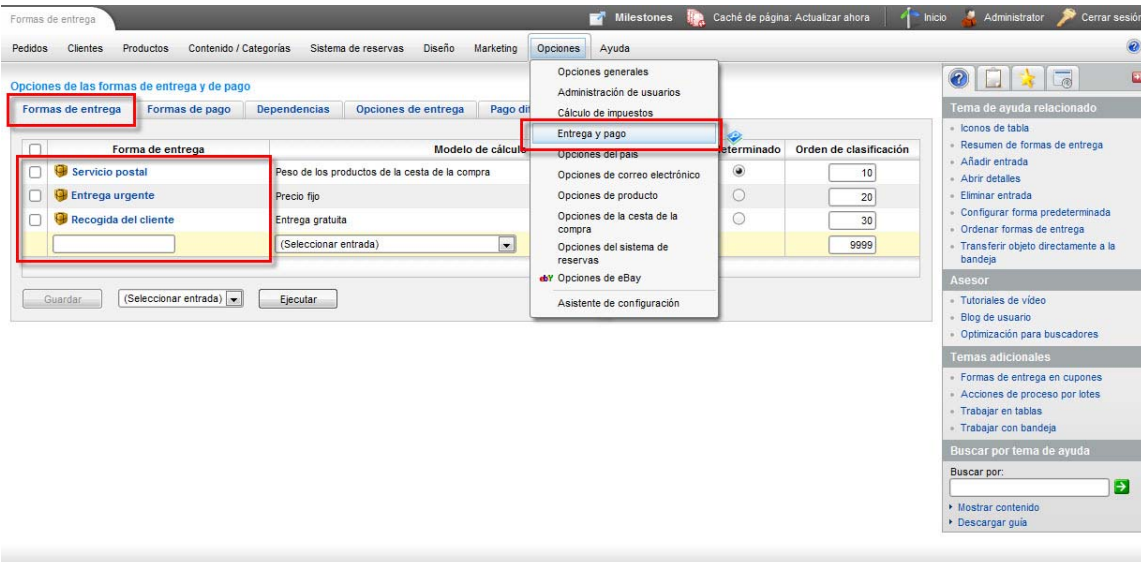 Formas de entrega
Milestones
Caché de página: Actualizar ahora
Inicio
Administrator
Cerrar sesión
Pedidos
Clientes
Productos
Contenido / Categorías
Sistema de reservas
Diseño
Marketing
Opciones
Ayuda
Opciones generales
Administración de usuarios
Cálculo de impuestos
Entrega y pago
Opciones del país
Opciones de correo electrónico
Opciones de producto
Opciones de la cesta de la
compra
Opciones del sistema de
reservas
ebY Opciones de eBay
Asistente de configuración
Opciones de las formas de entrega y de pago
Formas de entrega
Formas de pago
Dependencias
Opciones de entrega
Pago
Forma de entrega
Modelo de cálculo
eterminado
Orden de clasificación
Servicio postal
Peso de los productos de la cesta de la compra
10
Entrega urgente
Precio fijo
20
Recogida del cliente
Entrega gratuita
30
(Seleccionar entrada)
9999
Guardar
(Seleccionar entrada)
Ejecutar
Tema de ayuda relacionado
Iconos de tabla
Resumen de formas de entrega
Añadir entrada
Abrir detalles
Eliminar entrada
Configurar forma predeterminada
Ordenar formas de entrega
Transferir objeto directamente a la
bandeja
Asesor
Tutoriales de vídeo
Blog de usuario
Optimización para buscadores
Temas adicionales
Formas de entrega en cupones
Acciones de proceso por lotes
Trabajar en tablas
Trabajar con bandeja
Buscar por tema de ayuda
Buscar por:
Mostrar contenido
Descargar guía